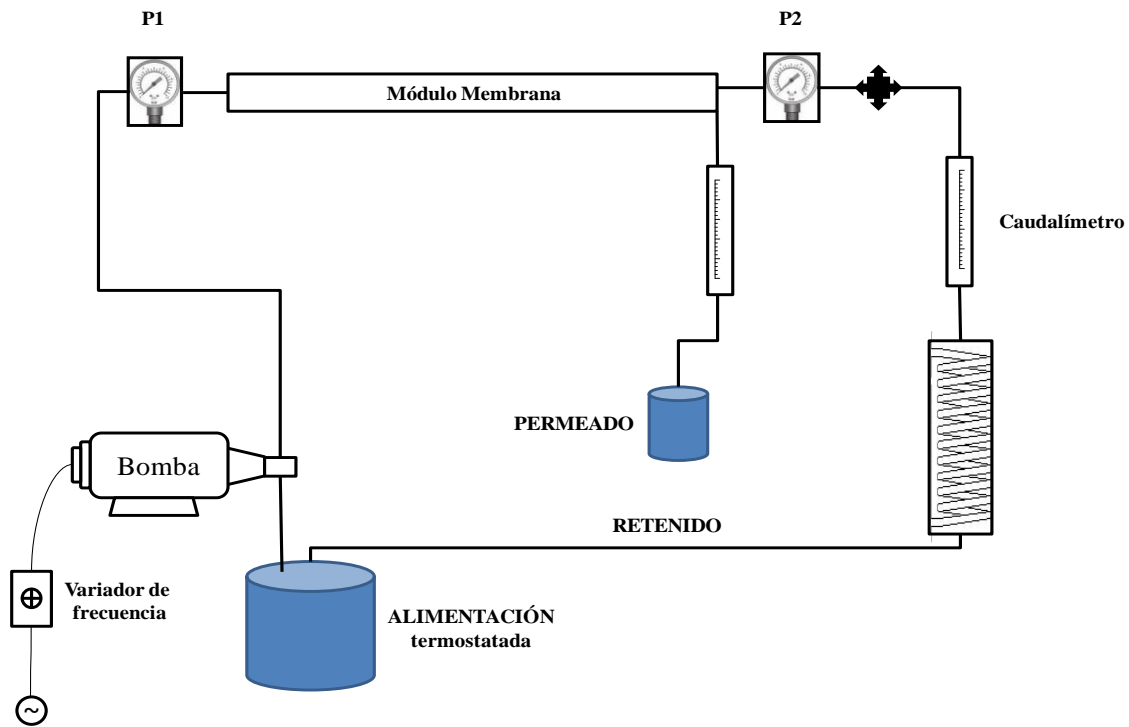 P1
P2
Módulo Membrana
Caudalímetro
PERMEADO
Bomba
RETENIDO
Variador de
frecuencia
ALIMENTACIÓN
termostatada
~